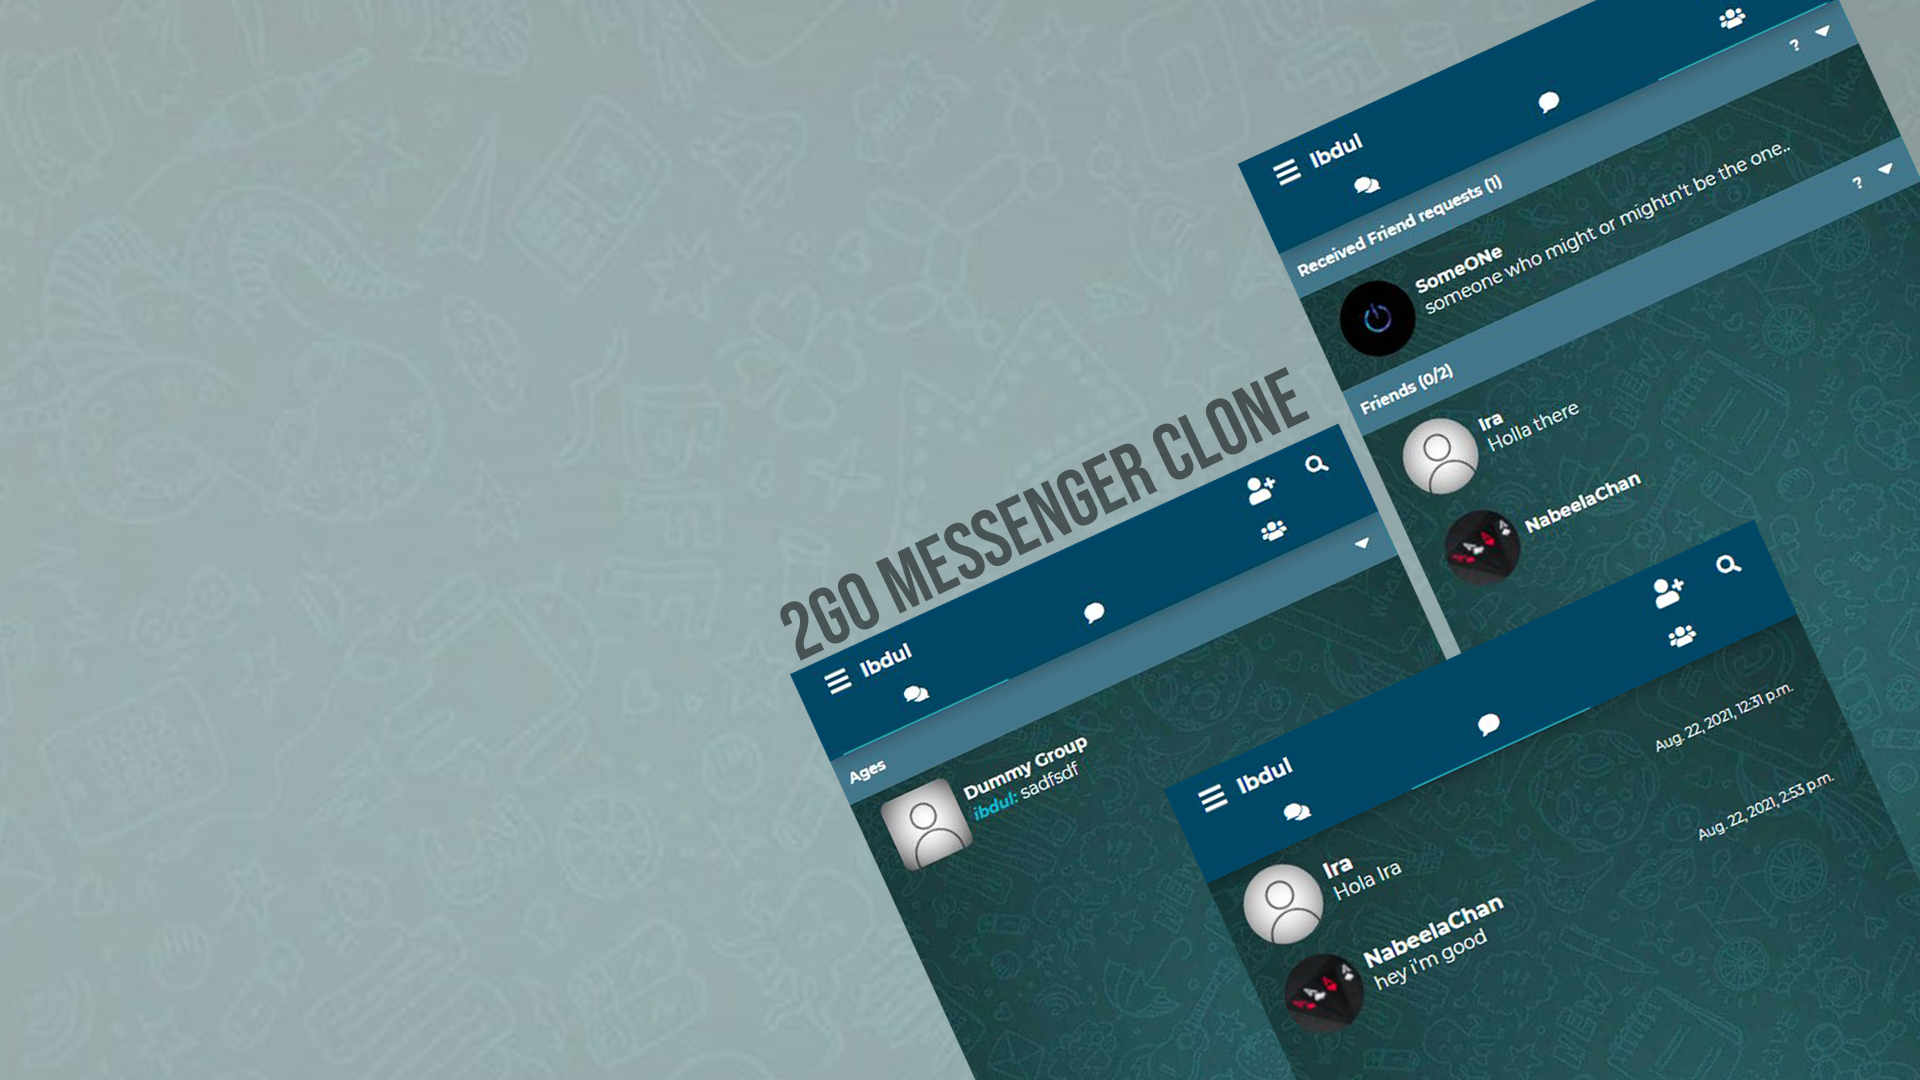 2GO MESSENGER CLONE
Ibdul
Received Friend requests (1)
?
SomeONe
someone who might or mightn't be the one..
Friends (0/2)
?
Ira
Holla there
NabeelaChan
Ibdul
Ages
Dummy Group
ibdul: sadfsdf
Ibdul
Ira
Hola Ira
Aug. 22, 2021, 12:31 p.m.
NabeelaChan
hey i'm good
Aug. 22, 2021, 2:53 p.m.